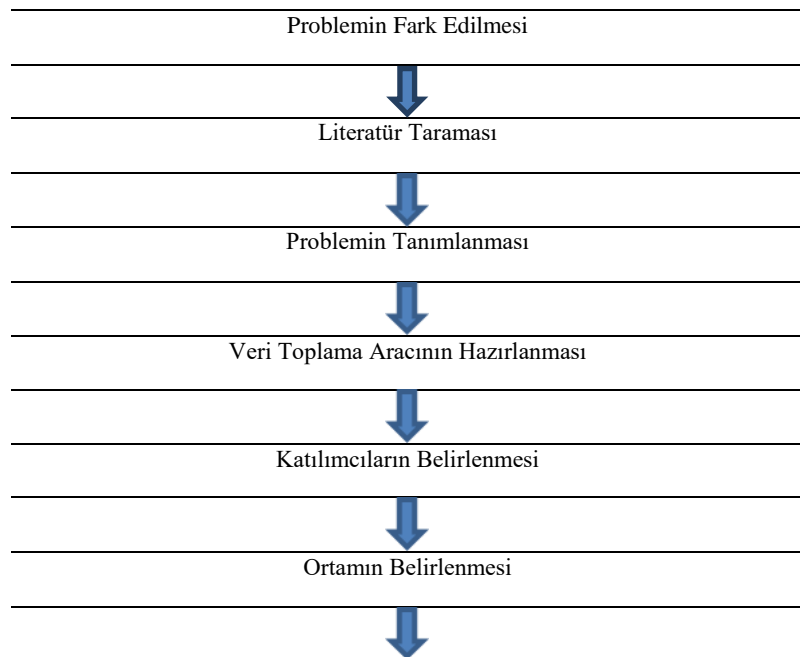 Problemin Fark Edilmesi
Literatür Taraması
Problemin Tanımlanması
Veri Toplama Aracının Hazırlanması
Katılımcıların Belirlenmesi
Ortamın Belirlenmesi